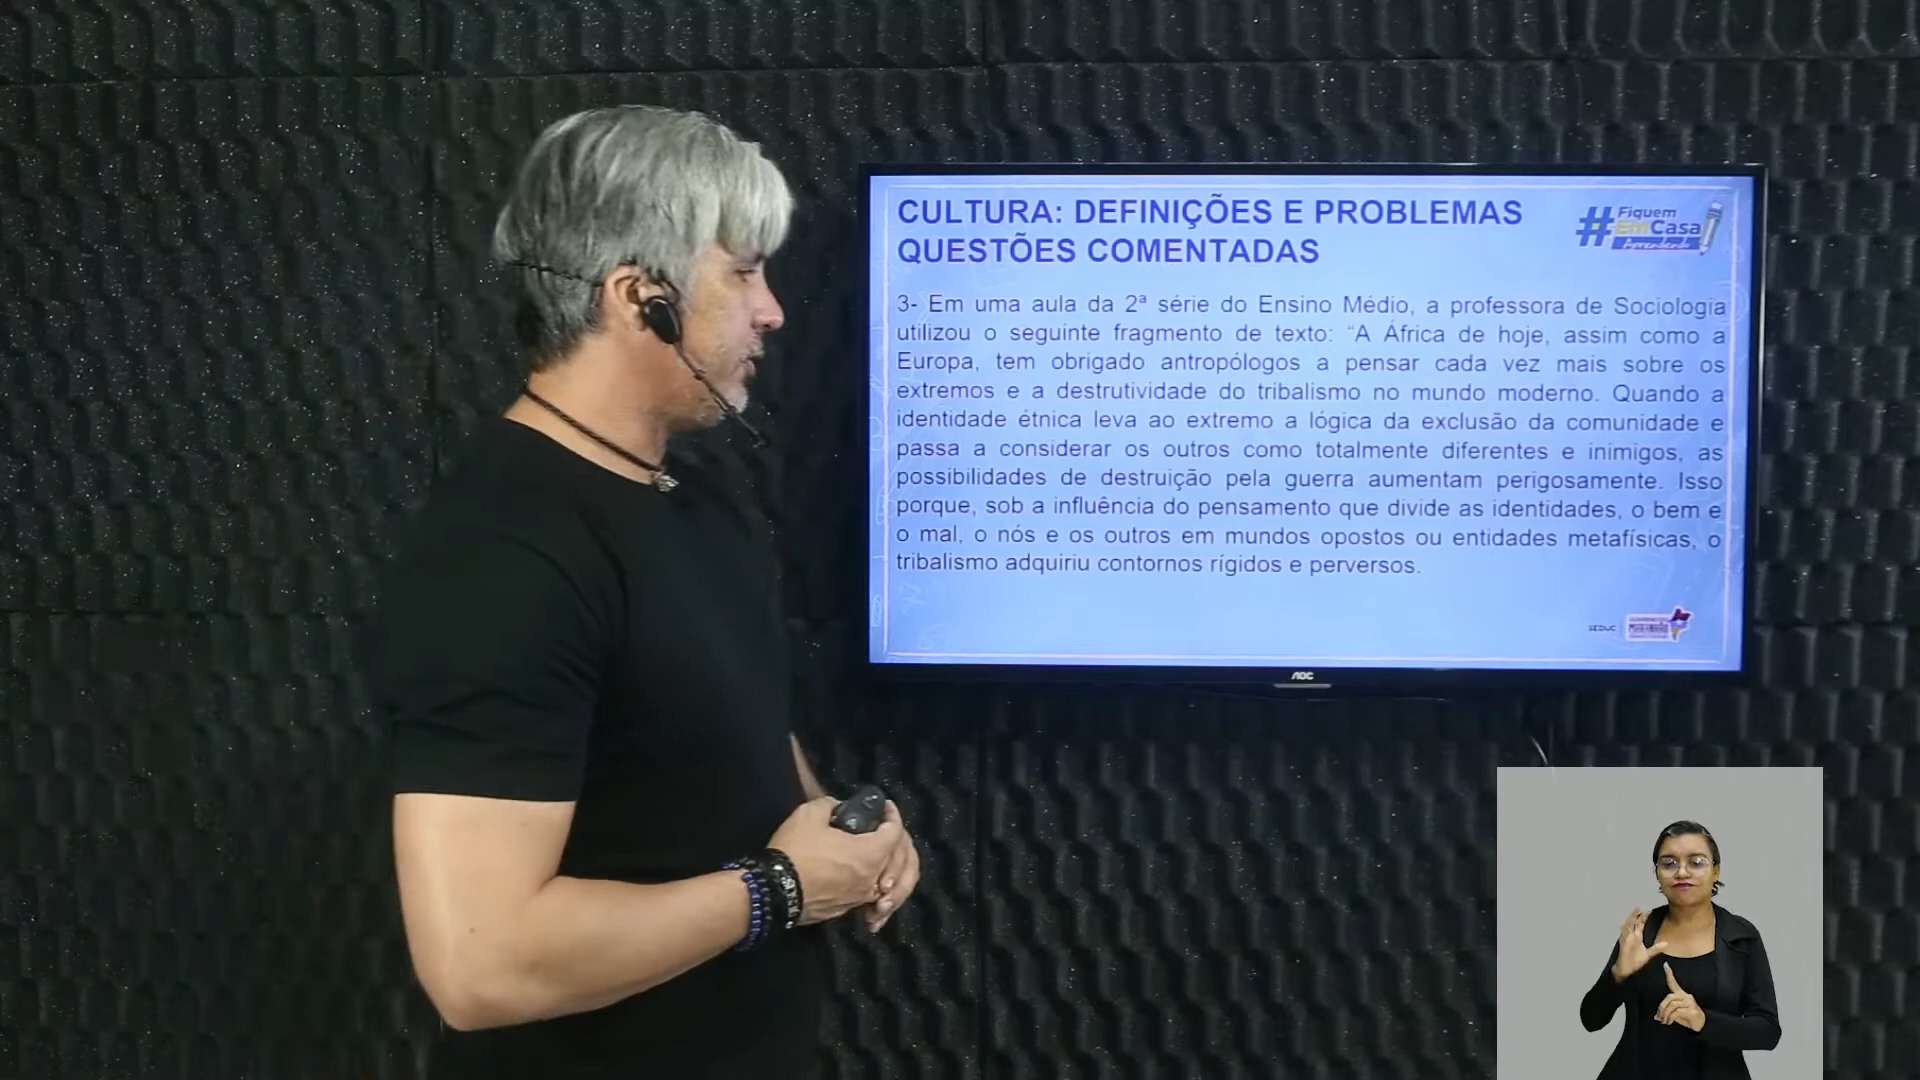 CULTURA: DEFINIÇÕES E PROBLEMAS
QUESTÕES COMENTADAS
#Fiquem
EmCasa
Aprendendo
3- Em uma aula da 2ª série do Ensino Médio, a professora de Sociologia
utilizou o seguinte fragmento de texto: “A África de hoje, assim como a
Europa, tem obrigado antropólogos a pensar cada vez mais sobre os
extremos e a destrutividade do tribalismo no mundo moderno. Quando a
identidade étnica leva ao extremo a lógica da exclusão da comunidade e
passa a considerar os outros como totalmente diferentes e inimigos, as
possibilidades de destruição pela guerra aumentam perigosamente. Isso
porque, sob a influência do pensamento que divide as identidades, o bem e
o mal, o nós e os outros em mundos opostos ou entidades metafísicas, o
tribalismo adquiriu contornos rígidos e perversos.
SEDUC
AOC